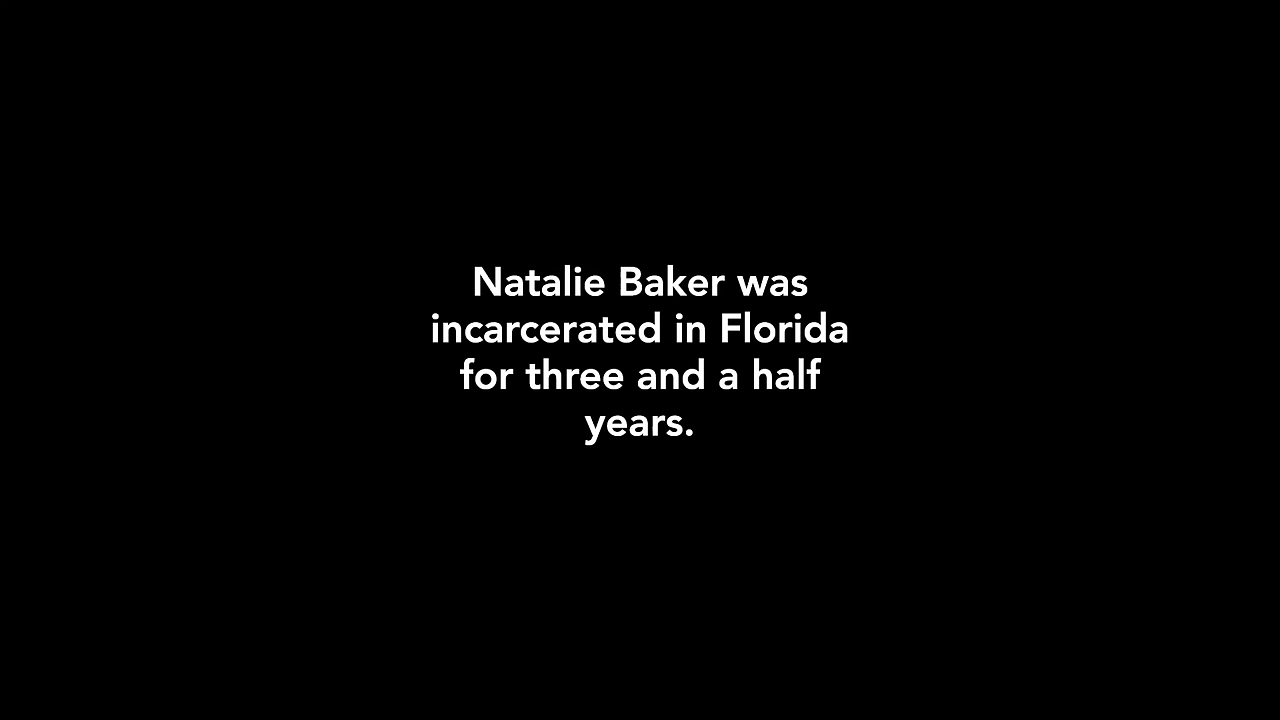 Natalie Baker was
incarcerated in Florida
for three and a half
years.